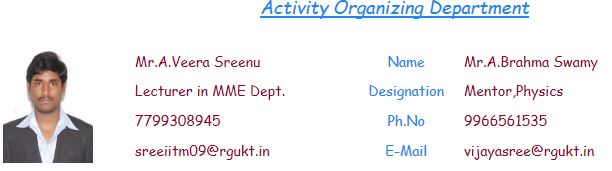 Activity Organizing Department
Mr.A.Veera Sreenu Name Mr.A.Brahma Swamy
Lecturer in MME Dept. Designation Mentor,Physics
7799308945 Ph.No 9966561535
sreeiitm09@rgukt.in E-Mail vijayasree@rgukt.in